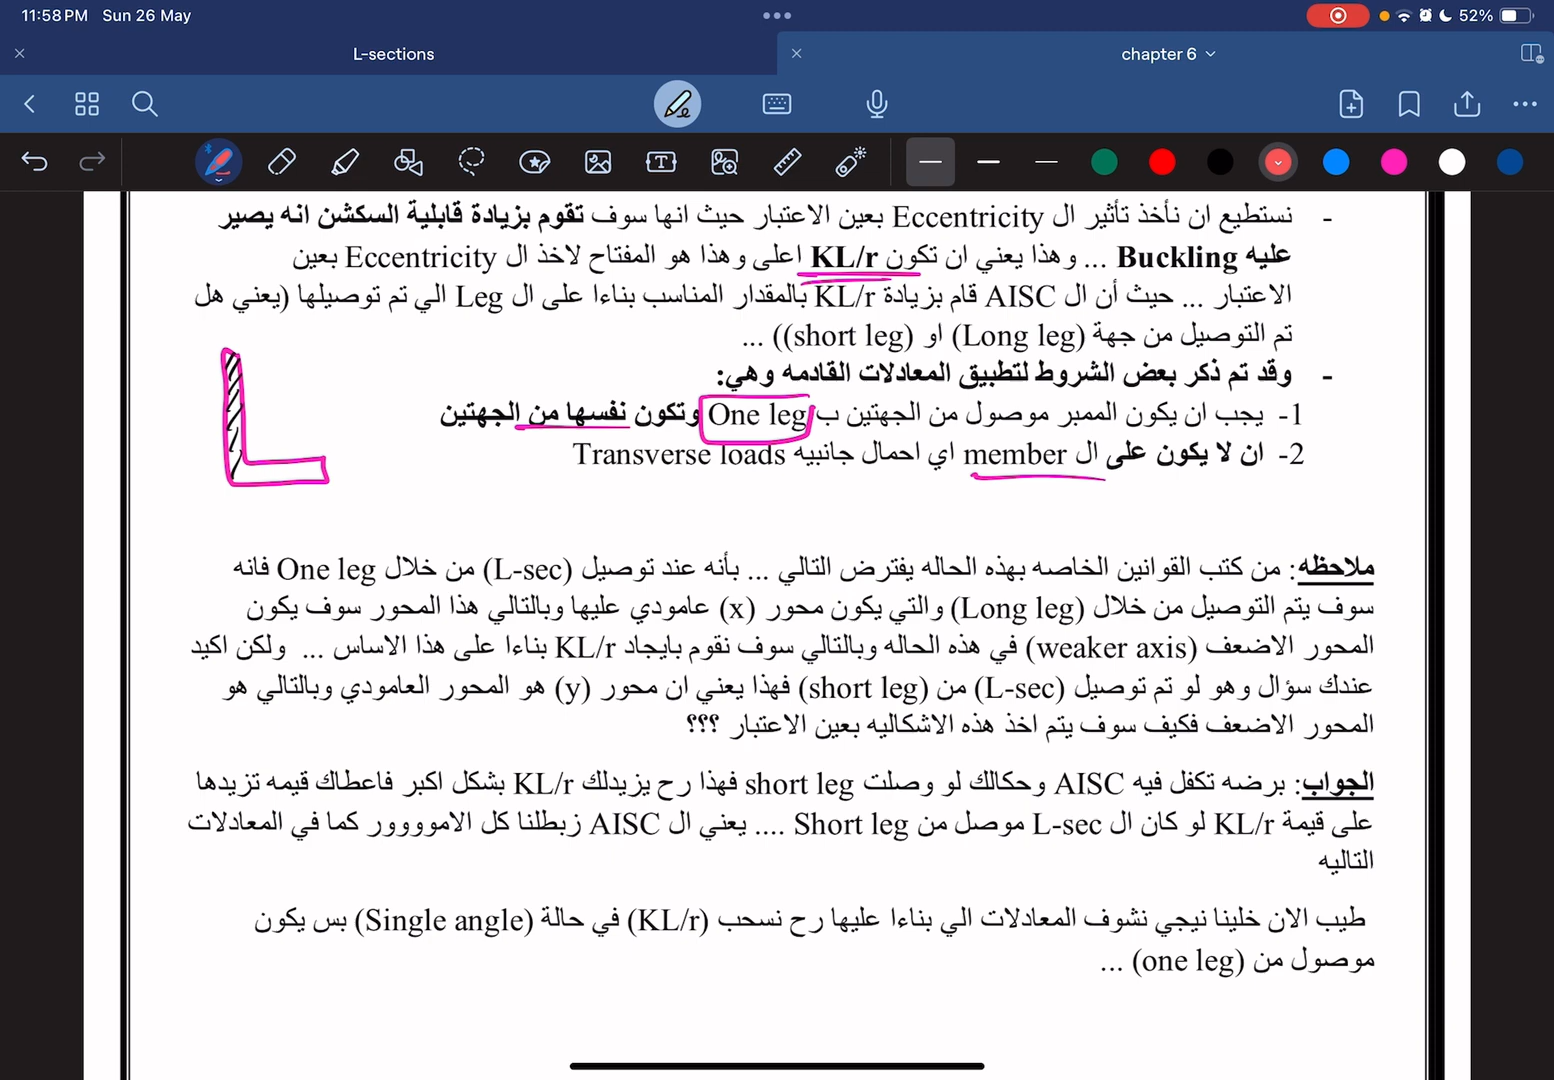 11:58 PM Sun 26 May
52%
L-sections
chapter 6
- نستطيع ان نأخذ تأثير ال Eccentricity بعين الاعتبار حيث انها سوف تقوم بزيادة قابلية السكشن انه يصير
عليه Buckling ... وهذا يعني ان تكون KL/r اعلى وهذا هو المفتاح لاخذ ال Eccentricity بعين
الاعتبار ... حيث أن ال AISC قام بزيادة KL/r بالمقدار المناسب بناءا على ال Leg الي تم توصيلها (يعني هل
تم التوصيل من جهة (Long leg) او (short leg)) ...
- وقد تم ذكر بعض الشروط لتطبيق المعادلات القادمه وهي:
1- يجب ان يكون الممبر موصول من الجهتين ب One leg وتكون نفسها من الجهتين
2- ان لا يكون على ال member اي احمال جانبيه Transverse loads
ملاحظه: من كتب القوانين الخاصه بهذه الحاله يفترض التالي ... بأنه عند توصيل (L-sec) من خلال One leg فانه
سوف يتم التوصيل من خلال (Long leg) والتي يكون محور (x) عامودي عليها وبالتالي هذا المحور سوف يكون
المحور الاضعف (weaker axis) في هذه الحاله وبالتالي سوف نقوم بايجاد KL/r بناءا على هذا الاساس ... ولكن اكيد
عندك سؤال وهو لو تم توصيل (L-sec) من (short leg) فهذا يعني ان محور (y) هو المحور العامودي وبالتالي هو
المحور الاضعف فكيف سوف يتم اخذ هذه الاشكاليه بعين الاعتبار ؟؟؟
الجواب: برضه تكفل فيه AISC وحكالك لو وصلت short leg فهذا رح يزيدلك KL/r بشكل اكبر فاعطاك قيمه تزيدها
على قيمة KL/r لو كان ال L-sec موصل من Short leg .... يعني ال AISC زبطلنا كل الاموووور كما في المعادلات
التاليه
طيب الان خلينا نيجي نشوف المعادلات الي بناءا عليها رح نسحب (KL/r) في حالة (Single angle) بس يكون
موصول من (one leg) ...